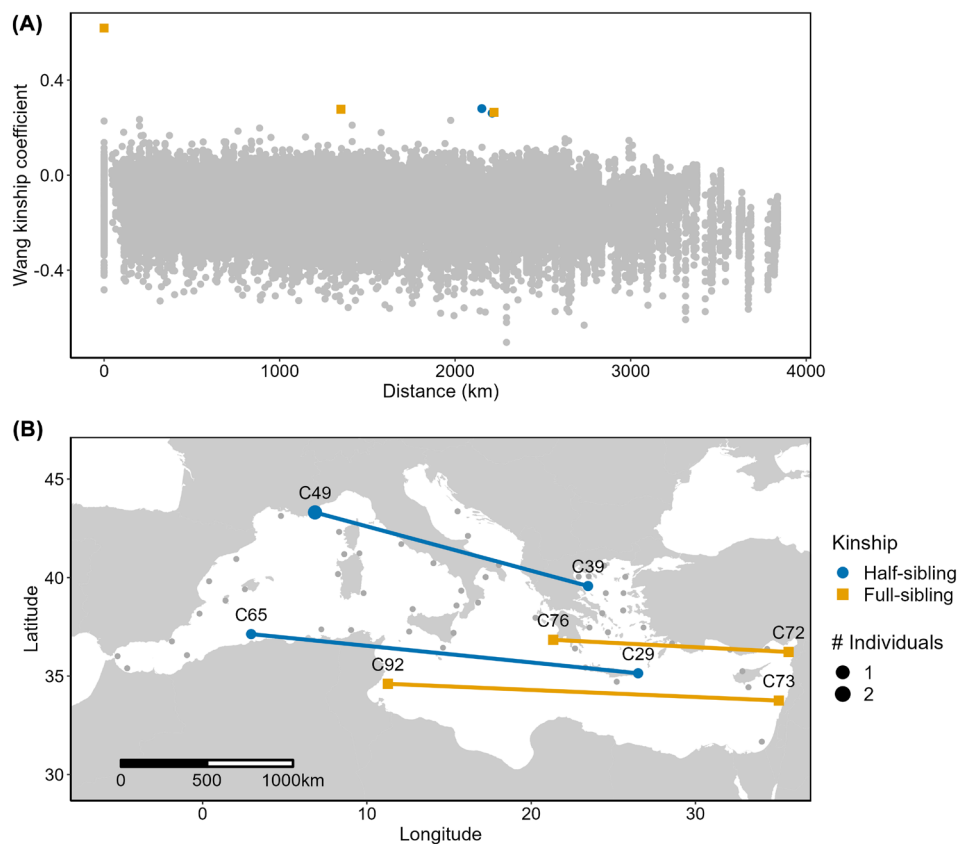 (A)
Wang kinship coefficient
0.4
0.0
-0.4
0
1000
2000
3000
4000
Distance (km)
(B)
Latitude
45
40
35
30
C49
C39
C65
C76
C72
C29
C92
C73
0
500
1000km
0
10
20
30
Longitude
Kinship
Half-sibling
Full-sibling
# Individuals
1
2